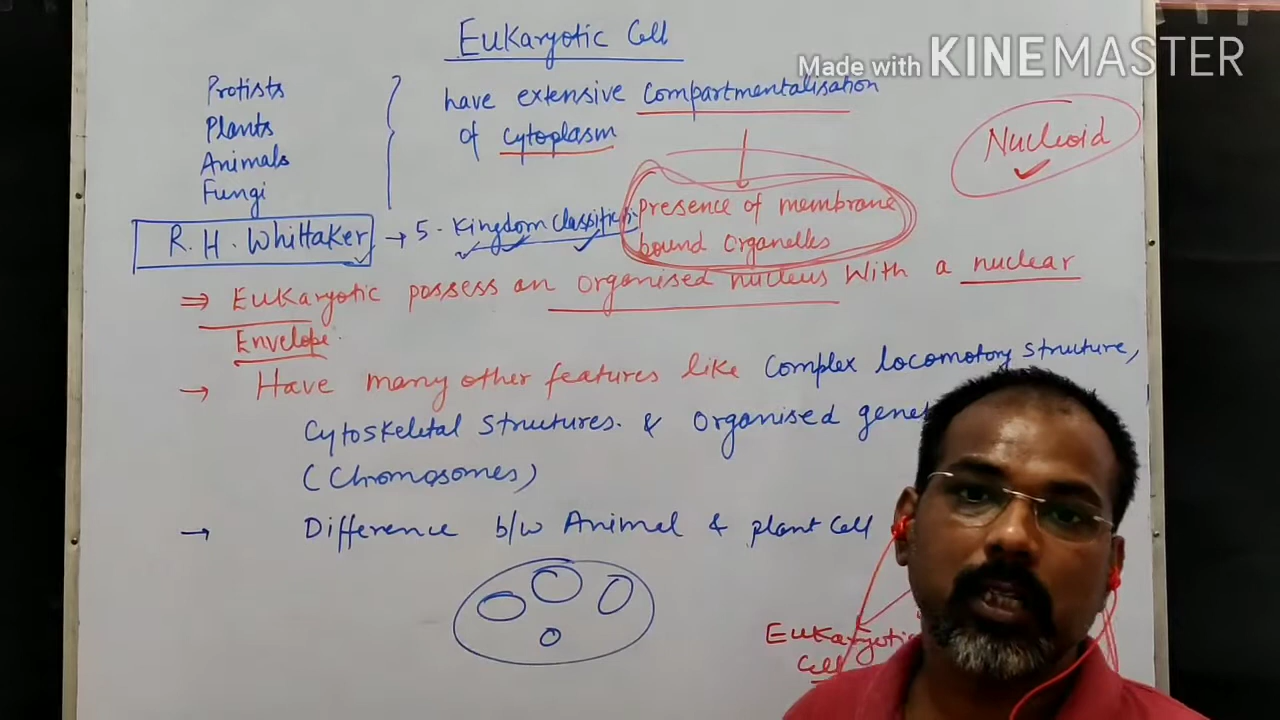 Eukaryotic Cell
Made with KINEMASTER
Protists
Plants
Animals
Fungi
have extensive compartmentalisation
of cytoplasm
Nucleoid
Presence of membrane
bound organelles
R. H. Whittaker → 5 - Kingdom
⇒ Eukaryotic possess an organised nucleus with a nuclear
Envelope.
→ Have many other features like Complex locomotory structure,
Cytoskeletal Structures. & Organised
(Chromosomes)
→ Difference b/w Animal & plant Cell
Eukaryotic
Cell